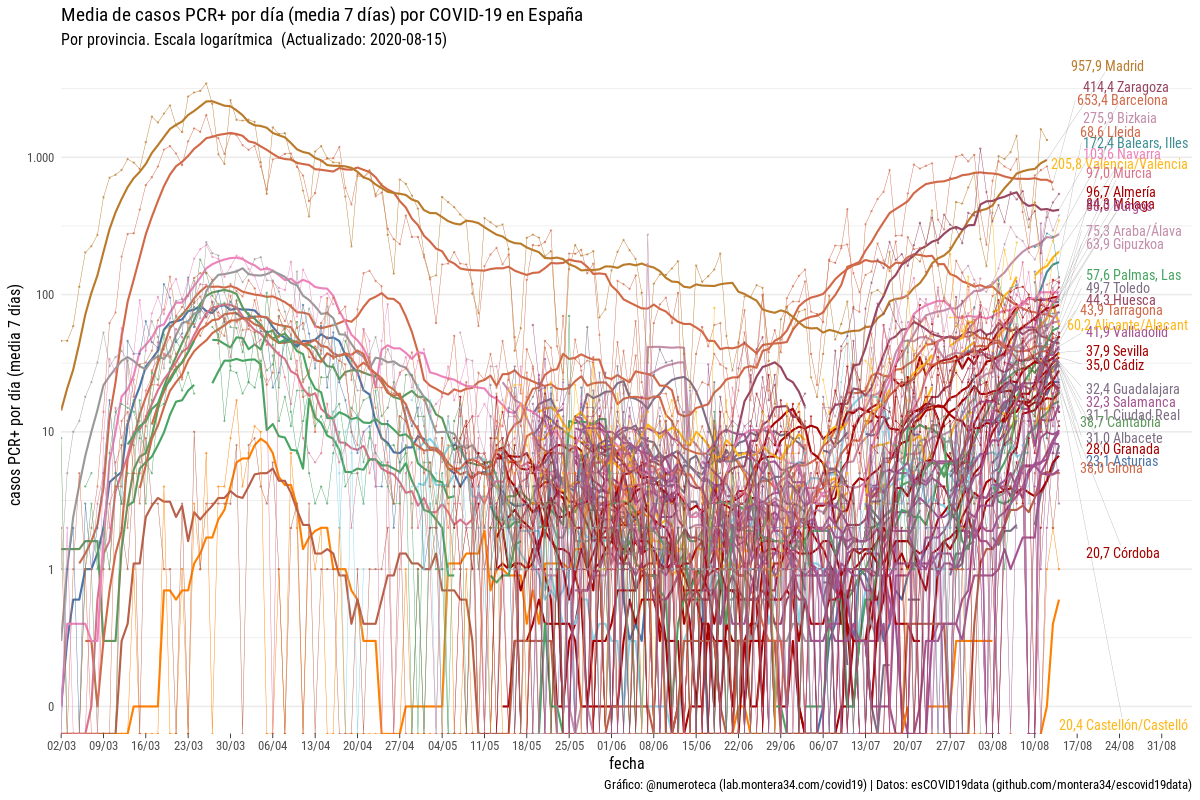 Media de casos PCR+ por día (media 7 días) por COVID-19 en España
Por provincia. Escala logarítmica (Actualizado: 2020-08-15)
957,9 Madrid
414,4 Zaragoza
653,4 Barcelona
275,9 Bizkaia
68,6 Lleida
172,4 Balears, Illes
103,6 Navarra
205,8 Valencia/València
97,0 Murcia
96,7 Almería
84,3 Málaga
Burgos
75,3 Araba/Álava
63,9 Gipuzkoa
57,6 Palmas, Las
49,7 Toledo
44,3 Huesca
43,9 Tarragona
60,2 Alicante/Alacant
41,9 Valladolid
37,9 Sevilla
35,0 Cádiz
32,4 Guadalajara
32,3 Salamanca
31,1 Ciudad Real
38,7 Cantabria
31,0 Albacete
28,0 Granada
23,1 Asturias
38,0 Girona
20,7 Córdoba
20,4 Castellón/Castelló
casos PCR+ por día (media 7 días)
1.000
100
10
1
0
02/03 09/03 16/03 23/03 30/03 06/04 13/04 20/04 27/04 04/05 11/05 18/05 25/05 01/06 08/06 15/06 22/06 29/06 06/07 13/07 20/07 27/07 03/08 10/08 17/08 24/08 31/08
fecha
Gráfico: @numeroteca (lab.montera34.com/covid19) | Datos: esCOVID19data (github.com/montera34/escovid19data)